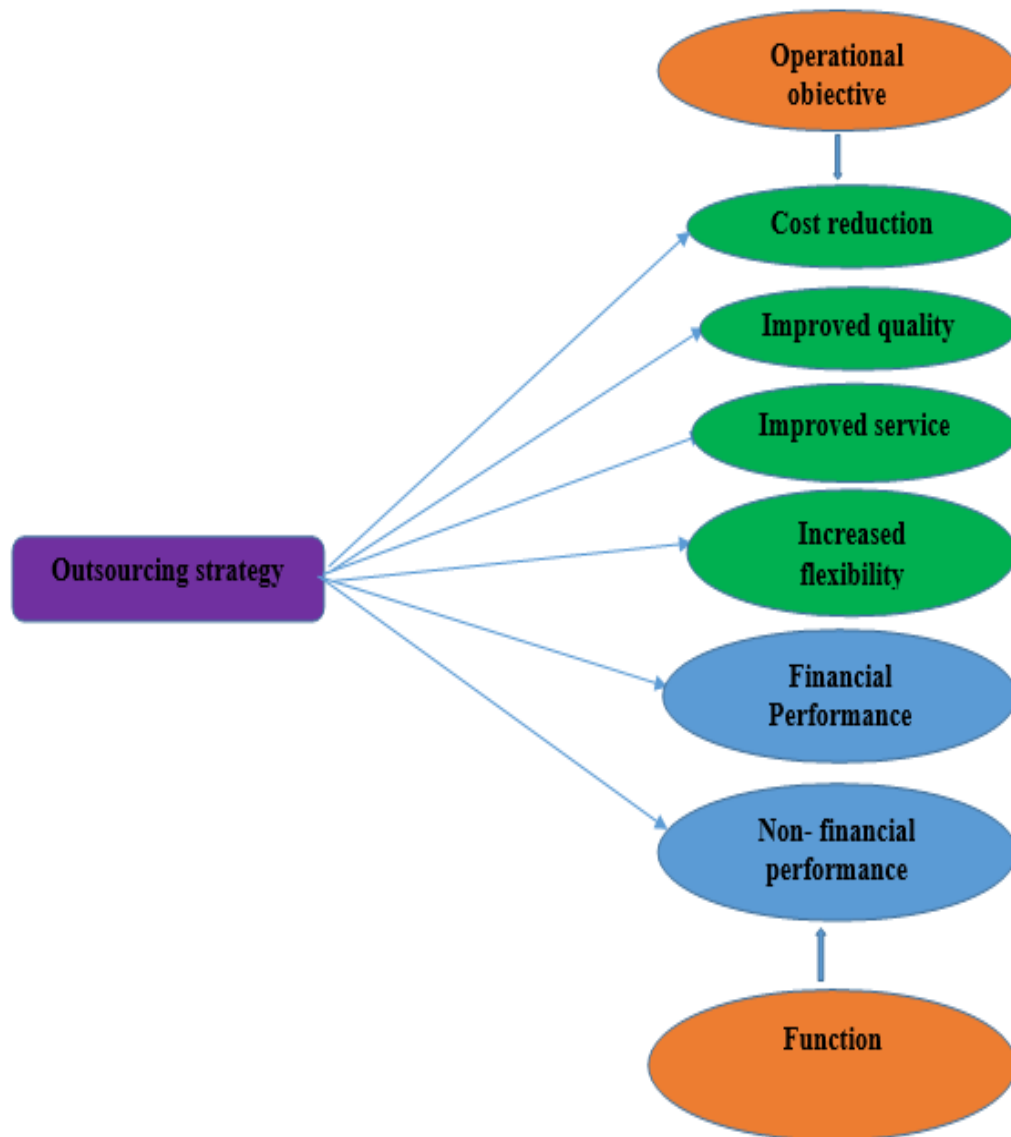 Operational
obiective
Cost reduction
Improved quality
Improved service
Increased
flexibility
Outsourcing strategy
Financial
Performance
Non- financial
performance
Function